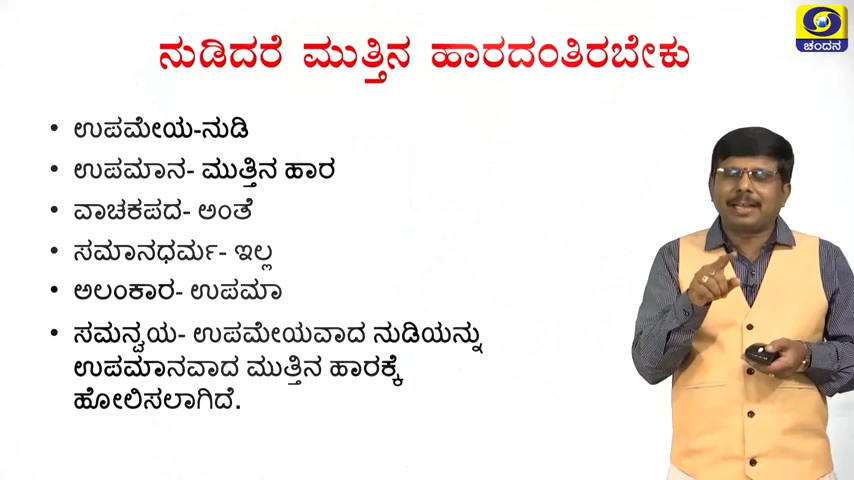 ನುಡಿದರೆ ಮುತ್ತಿನ ಹಾರದಂತಿರಬೇಕು
• ಉಪಮೇಯ-ನುಡಿ
• ಉಪಮಾನ- ಮುತ್ತಿನ ಹಾರ
• ವಾಚಕಪದ- ಅಂತೆ
• ಸಮಾನಧರ್ಮ- ಇಲ್ಲ
• ಅಲಂಕಾರ- ಉಪಮಾ
• ಸಮನ್ವಯ- ಉಪಮೇಯವಾದ ನುಡಿಯನ್ನು
ಉಪಮಾನವಾದ ಮುತ್ತಿನ ಹಾರಕ್ಕೆ
ಹೋಲಿಸಲಾಗಿದೆ.
ಚಂದನ